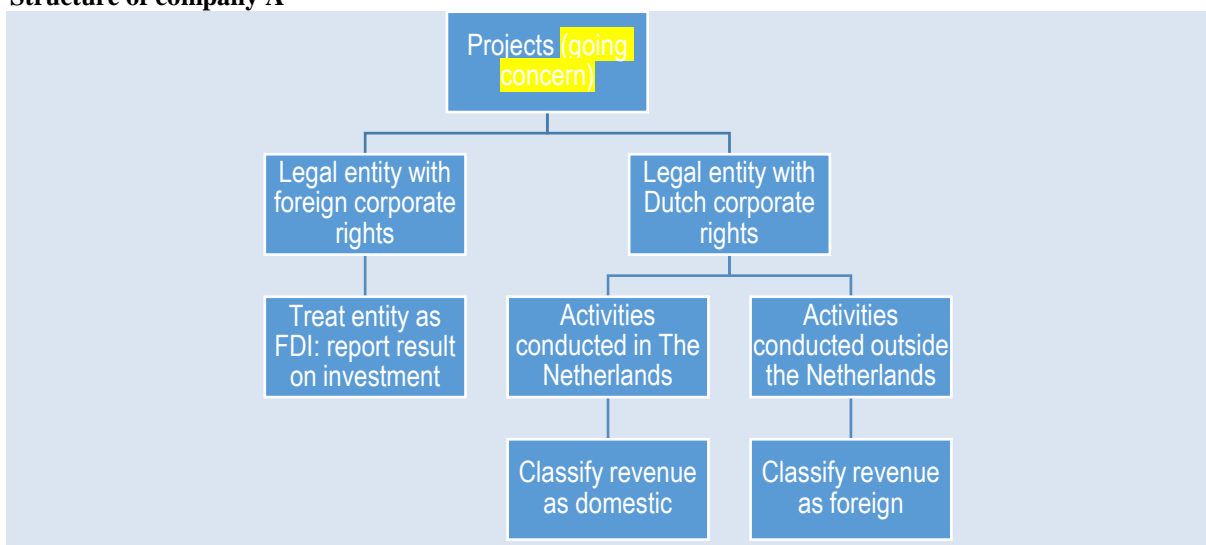 Structure of company A
Projects (going
concern)
Legal entity with
foreign corporate
rights
Legal entity with
Dutch corporate
rights
Treat entity as
FDI: report result
on investment
Activities
conducted in The
Netherlands
Activities
conducted outside
the Netherlands
Classify revenue
as domestic
Classify revenue
as foreign